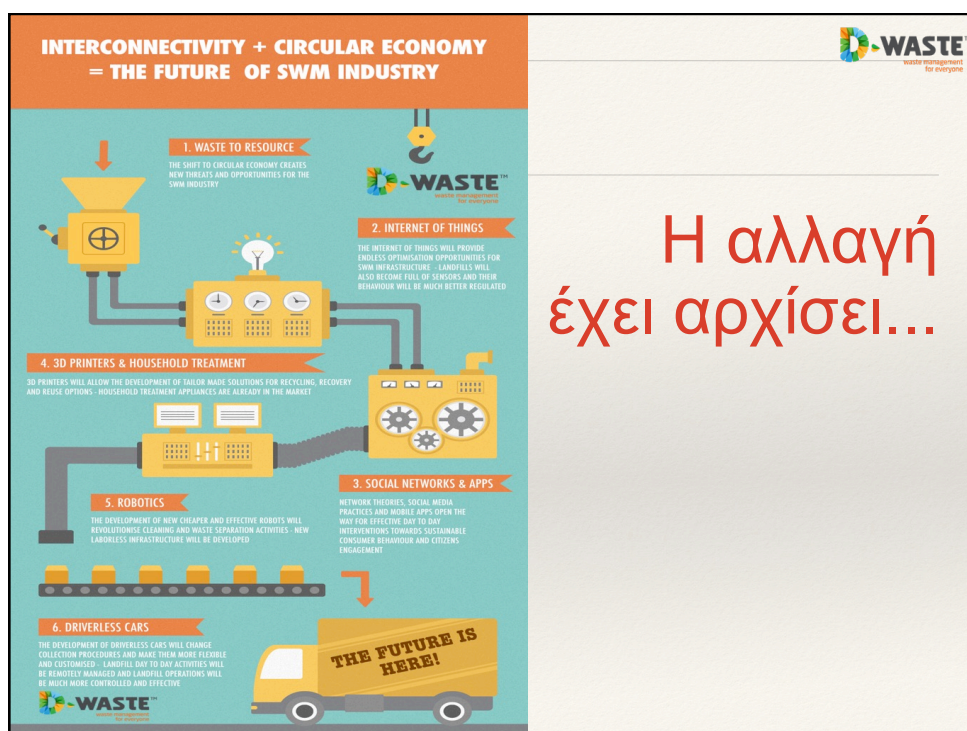 INTERCONNECTIVITY + CIRCULAR ECONOMY
= THE FUTURE OF SWM INDUSTRY
1. WASTE TO RESOURCE
THE SHIFT TO CIRCULAR ECONOMY CREATES
NEW THREATS AND OPPORTUNITIES FOR THE
SWM INDUSTRY
D-WASTE™
waste management
for everyone
2. INTERNET OF THINGS
THE INTERNET OF THINGS WILL PROVIDE
ENDLESS OPTIMISATION OPPORTUNITIES FOR
SWM INFRASTRUCTURE - LANDFILLS WILL
ALSO BECOME FULL OF SENSORS AND THEIR
BEHAVIOUR WILL BE MUCH BETTER REGULATED
4. 3D PRINTERS & HOUSEHOLD TREATMENT
3D PRINTERS WILL ALLOW THE DEVELOPMENT OF TAILOR MADE SOLUTIONS FOR RECYCLING, RECOVERY
AND REUSE OPTIONS - HOUSEHOLD TREATMENT APPLIANCES ARE ALREADY IN THE MARKET
3. SOCIAL NETWORKS & APPS
NETWORK THEORIES, SOCIAL MEDIA
PRACTICES AND MOBILE APPS OPEN THE
WAY FOR EFFECTIVE DAY TO DAY
INTERVENTIONS TOWARDS SUSTAINABLE
CONSUMER BEHAVIOUR AND CITIZENS
ENGAGEMENT
5. ROBOTICS
THE DEVELOPMENT OF NEW CHEAPER AND EFFECTIVE ROBOTS WILL
REVOLUTIONISE CLEANING AND WASTE SEPARATION ACTIVITIES - NEW
LABORLESS INFRASTRUCTURE WILL BE DEVELOPED
6. DRIVERLESS CARS
THE DEVELOPMENT OF DRIVERLESS CARS WILL CHANGE
COLLECTION PROCEDURES AND MAKE THEM MORE FLEXIBLE
AND CUSTOMISED - LANDFILL DAY TO DAY ACTIVITIES WILL
BE REMOTELY MANAGED AND LANDFILL OPERATIONS WILL
BE MUCH MORE CONTROLLED AND EFFECTIVE
THE FUTURE IS
HERE!
D-WASTE™
waste management
for everyone
D-WASTE
waste management
for everyone
Η αλλαγή
έχει αρχίσει...